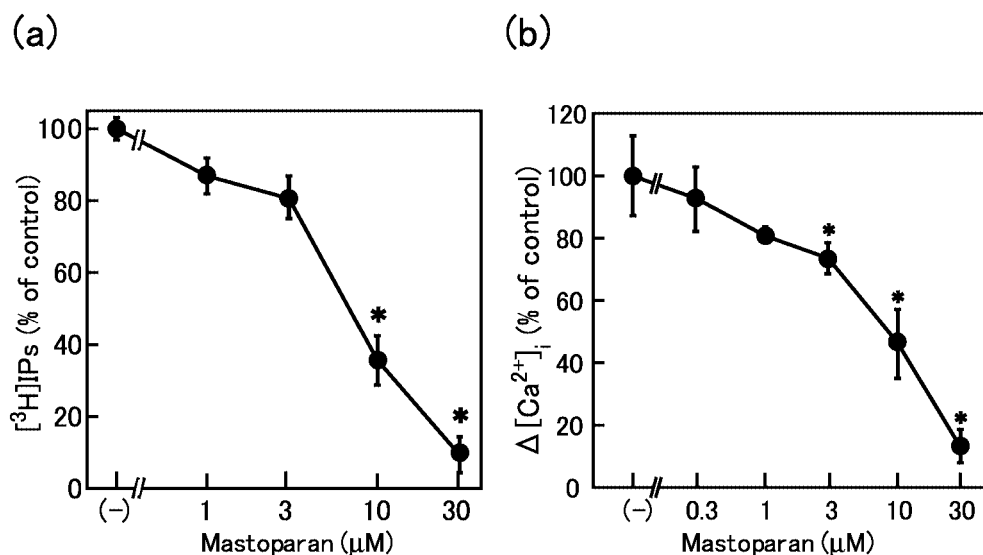 (a)
[³H]IPs (% of control)
100
80
60
40
20
0
*
*
(-) 1 3 10 30
Mastoparan (μM)
(b)
Δ[Ca²⁺]ᵢ (% of control)
120
100
80
60
40
20
0
*
*
*
(-) 0.3 1 3 10 30
Mastoparan (μM)